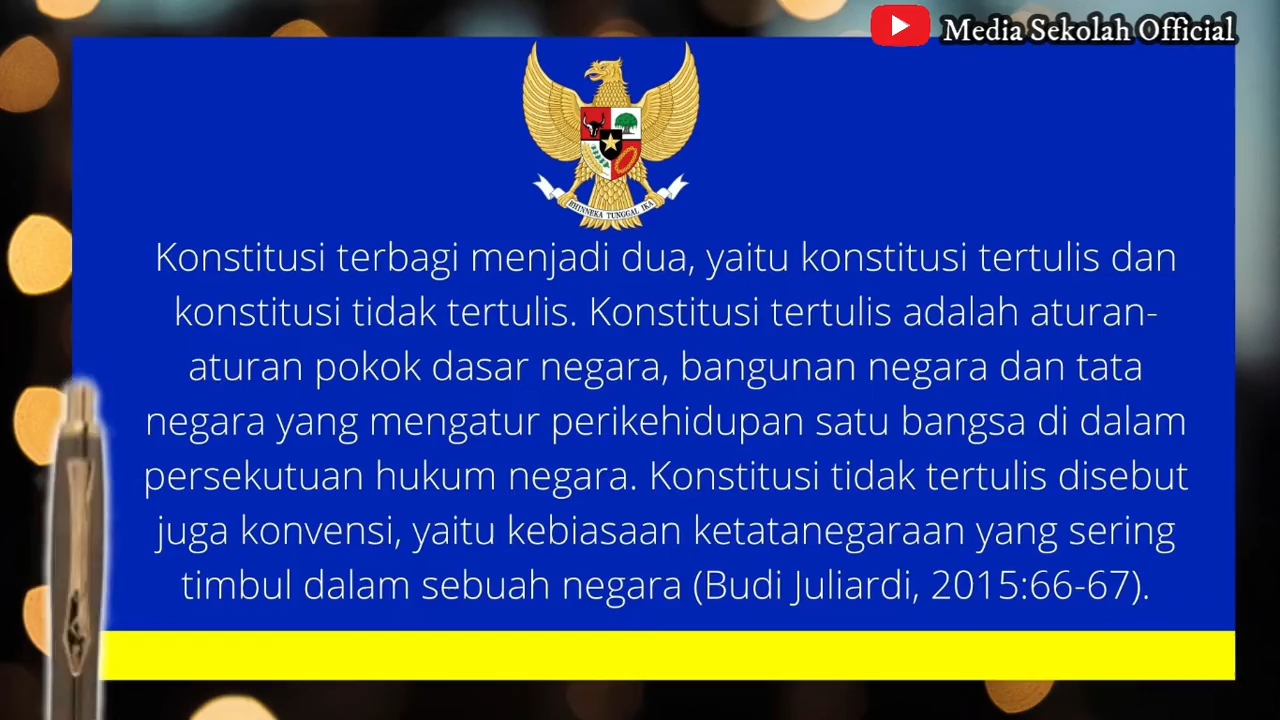 Media Sekolah Official
BHINNEKA TUNGGAL IKA
Konstitusi terbagi menjadi dua, yaitu konstitusi tertulis dan
konstitusi tidak tertulis. Konstitusi tertulis adalah aturan-
aturan pokok dasar negara, bangunan negara dan tata
negara yang mengatur perikehidupan satu bangsa di dalam
persekutuan hukum negara. Konstitusi tidak tertulis disebut
juga konvensi, yaitu kebiasaan ketatanegaraan yang sering
timbul dalam sebuah negara (Budi Juliardi, 2015:66-67).